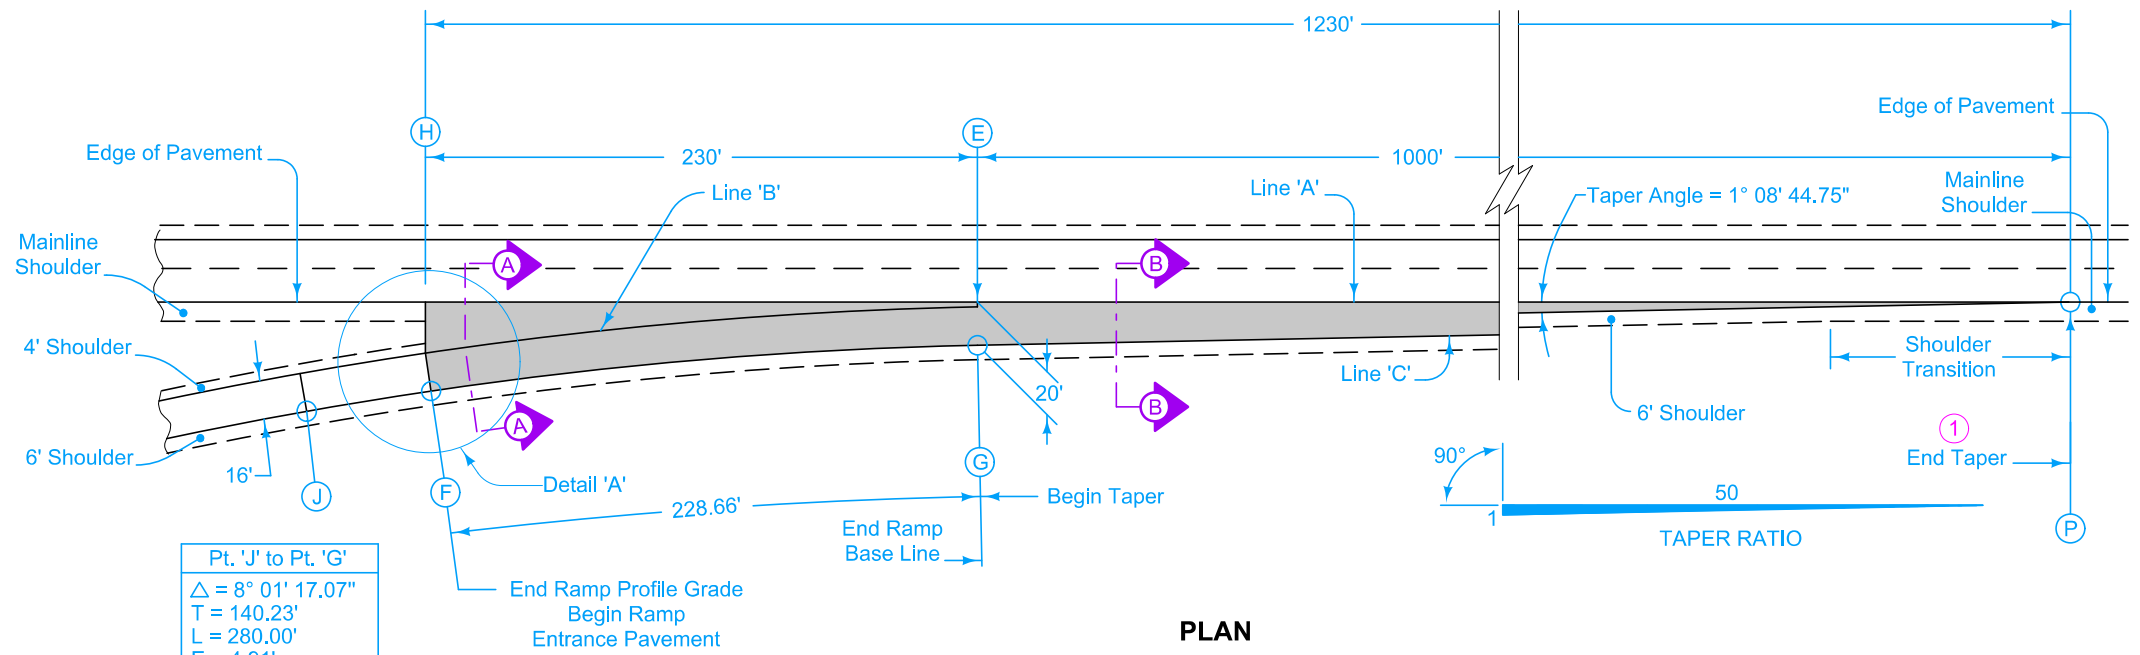 1230'
H
E
Edge of Pavement
230'
1000'
Edge of Pavement
Line 'B'
Line 'A'
Taper Angle = 1° 08' 44.75"
Mainline
Shoulder
Mainline
Shoulder
A
B
4' Shoulder
Line 'C'
Shoulder
Transition
20'
A
B
6' Shoulder
6' Shoulder
16'
J
F
Detail 'A'
G
Begin Taper
90°
1
End Taper
228.66'
50
1
TAPER RATIO
P
End Ramp
Base Line
Pt. 'J' to Pt. 'G'
△ = 8° 01' 17.07"
T = 140.23'
L = 280.00'
End Ramp Profile Grade
Begin Ramp
Entrance Pavement
PLAN